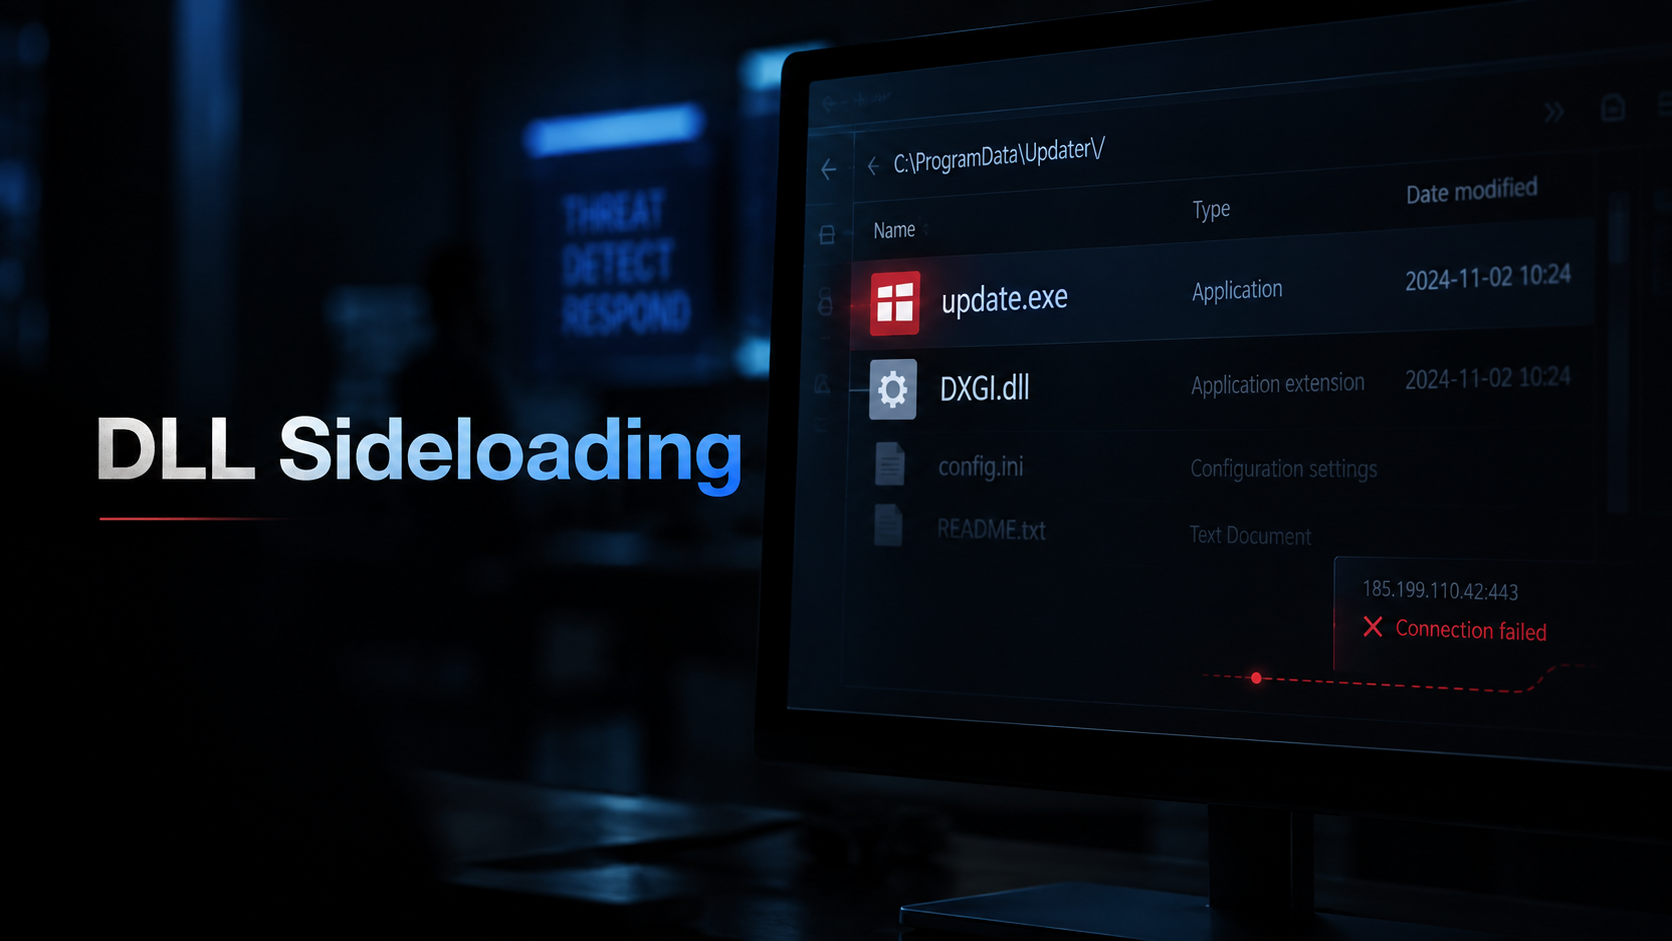 DLL Sideloading
THREAT
DETECT
RESPOND
C:\ProgramData\Updater\/
Name Type Date modified
update.exe Application 2024-11-02 10:24
DXGI.dll Application extension 2024-11-02 10:24
config.ini Configuration settings
README.txt Text Document
185.199.110.42:443
Connection failed